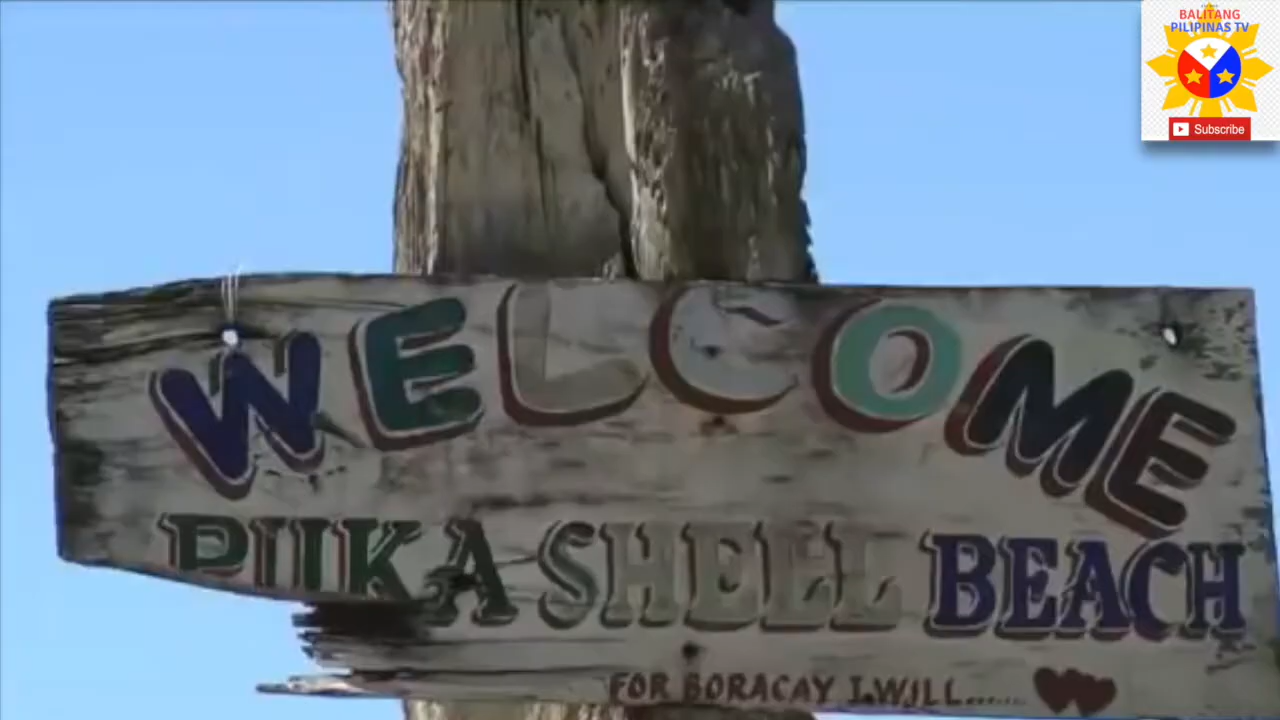 BALITANG
PILIPINAS TV
Subscribe
WELCOME
PUKA SHELL BEACH
FOR BORACAY I WILL......